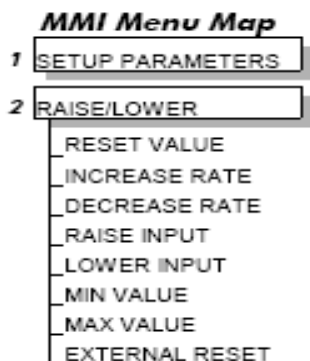 MMI Menu Map
1 SETUP PARAMETERS
2 RAISE/LOWER
RESET VALUE
INCREASE RATE
DECREASE RATE
RAISE INPUT
LOWER INPUT
MIN VALUE
MAX VALUE
EXTERNAL RESET